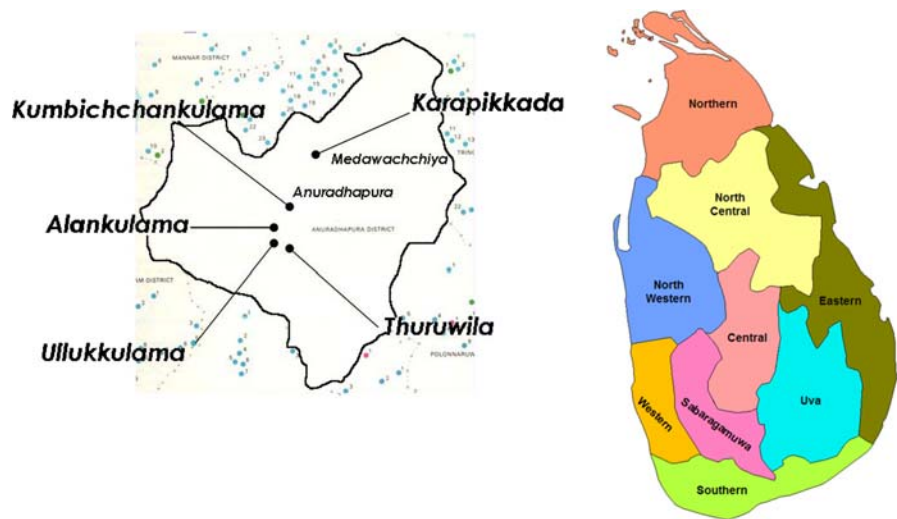 MANNAR DISTRICT
Kumbichchankulama
Karapikkada
Medawachchiya
Anuradhapura
Alankulama
ANURADHAPURA DISTRICT
Ullukkulama
Thuruwila
Northern
North
Central
North
Western
Eastern
Central
Uva
Western
Sabaragamuwa
Southern